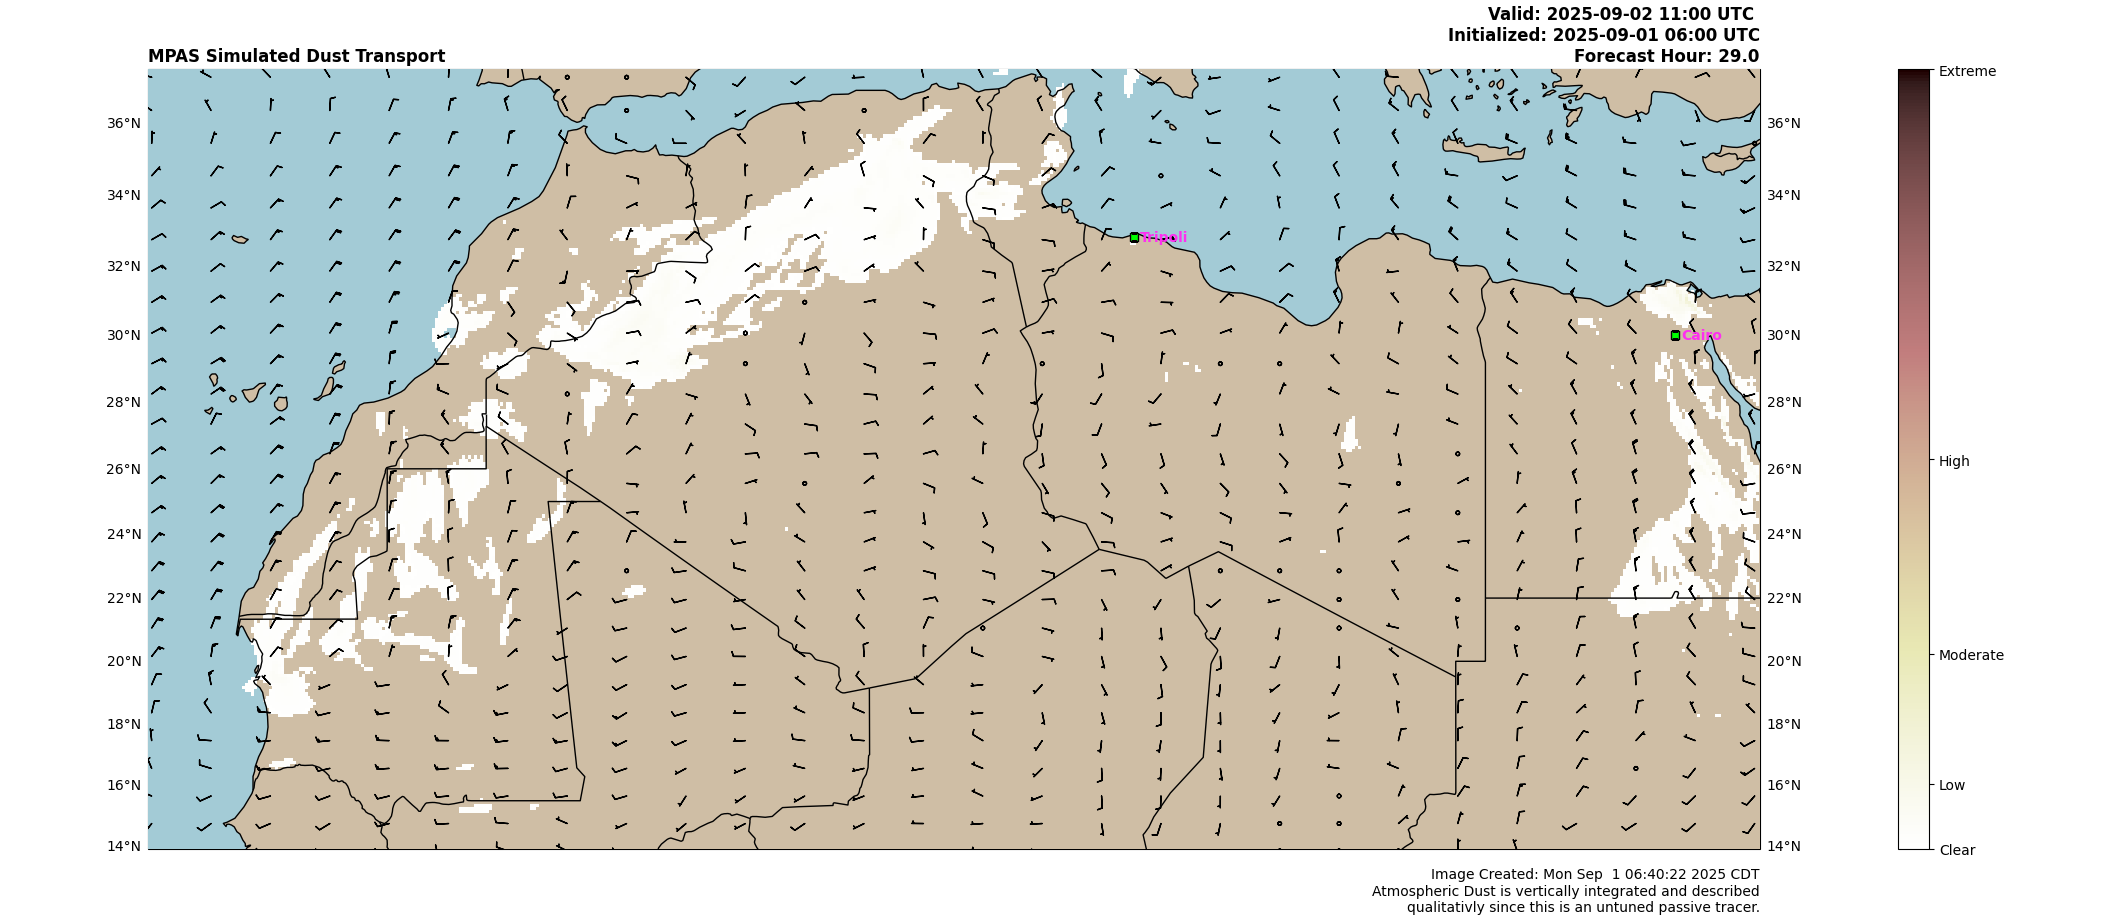 Valid: 2025-09-02 11:00 UTC
Initialized: 2025-09-01 06:00 UTC
MPAS Simulated Dust Transport
Forecast Hour: 29.0
Extreme
36°N
36°N
34°N
34°N
Tripoli
32°N
32°N
30°N
Cairo
30°N
28°N
28°N
26°N
26°N
High
24°N
24°N
22°N
22°N
20°N
20°N
Moderate
18°N
18°N
16°N
16°N
Low
14°N
14°N
Clear
Image Created: Mon Sep  1 06:40:22 2025 CDT
Atmospheric Dust is vertically integrated and described
qualitativly since this is an untuned passive tracer.